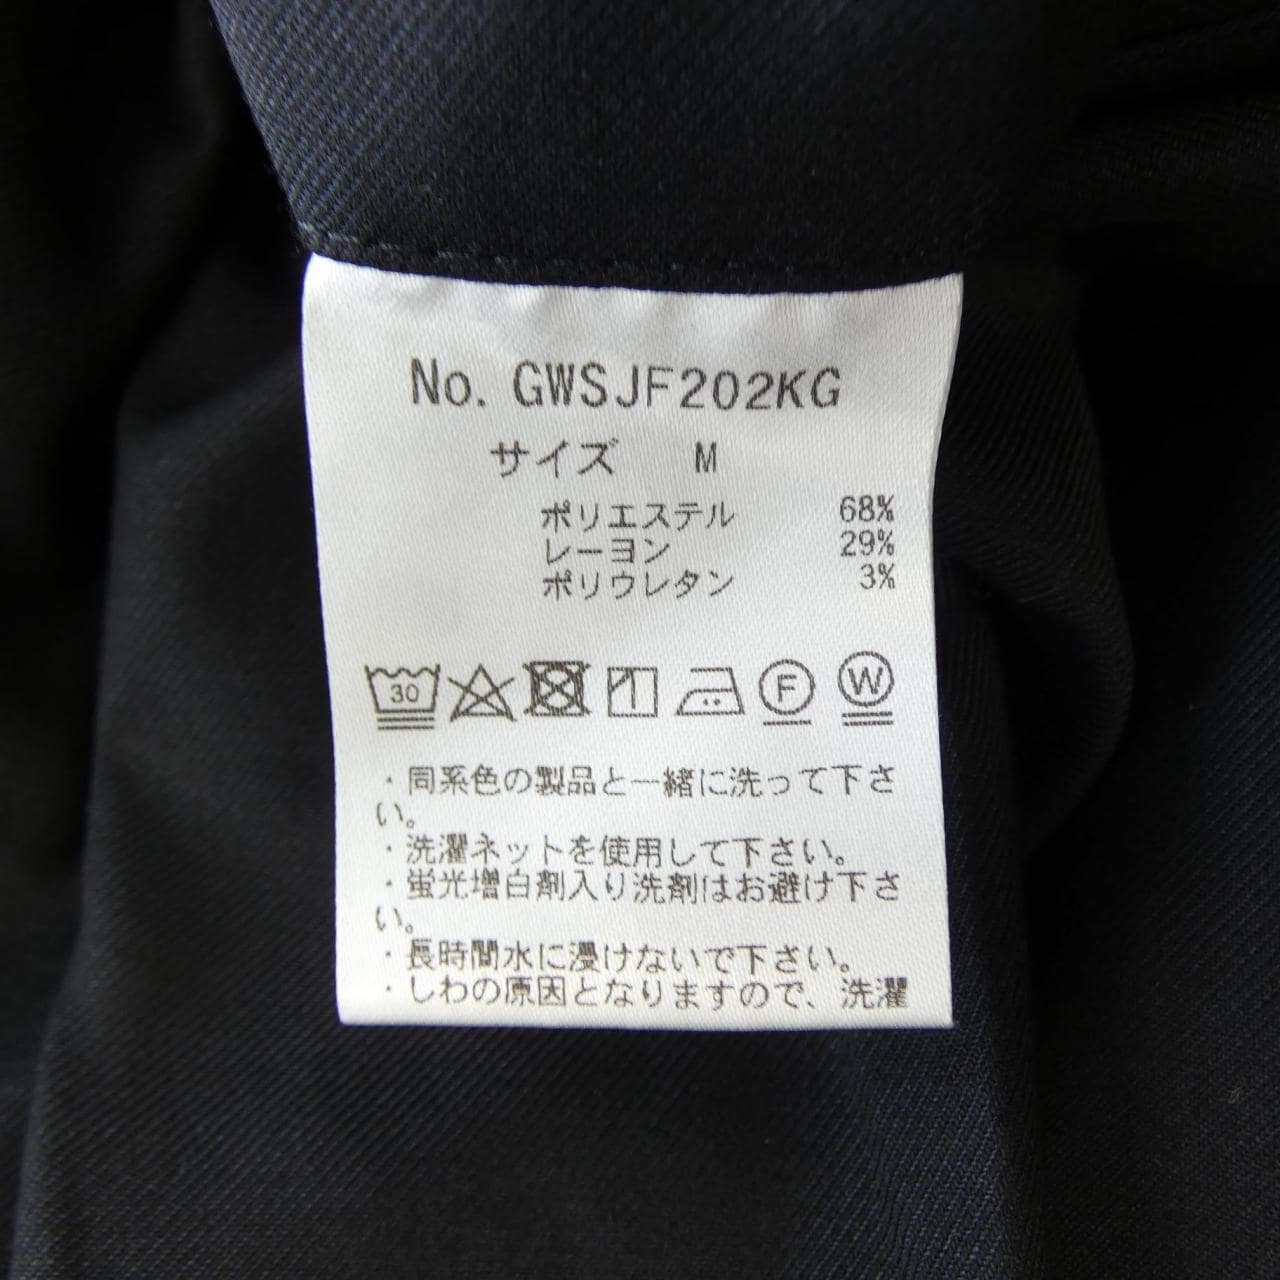 No. GWSJF202KG
サイズ M
ポリエステル 68%
レーヨン 29%
ポリウレタン 3%
30 F W
・同系色の製品と一緒に洗って下さ
い。
・洗濯ネットを使用して下さい。
・蛍光増白剤入り洗剤はお避け下さ
い。
・長時間水に浸けないで下さい。
・しわの原因となりますので、洗濯